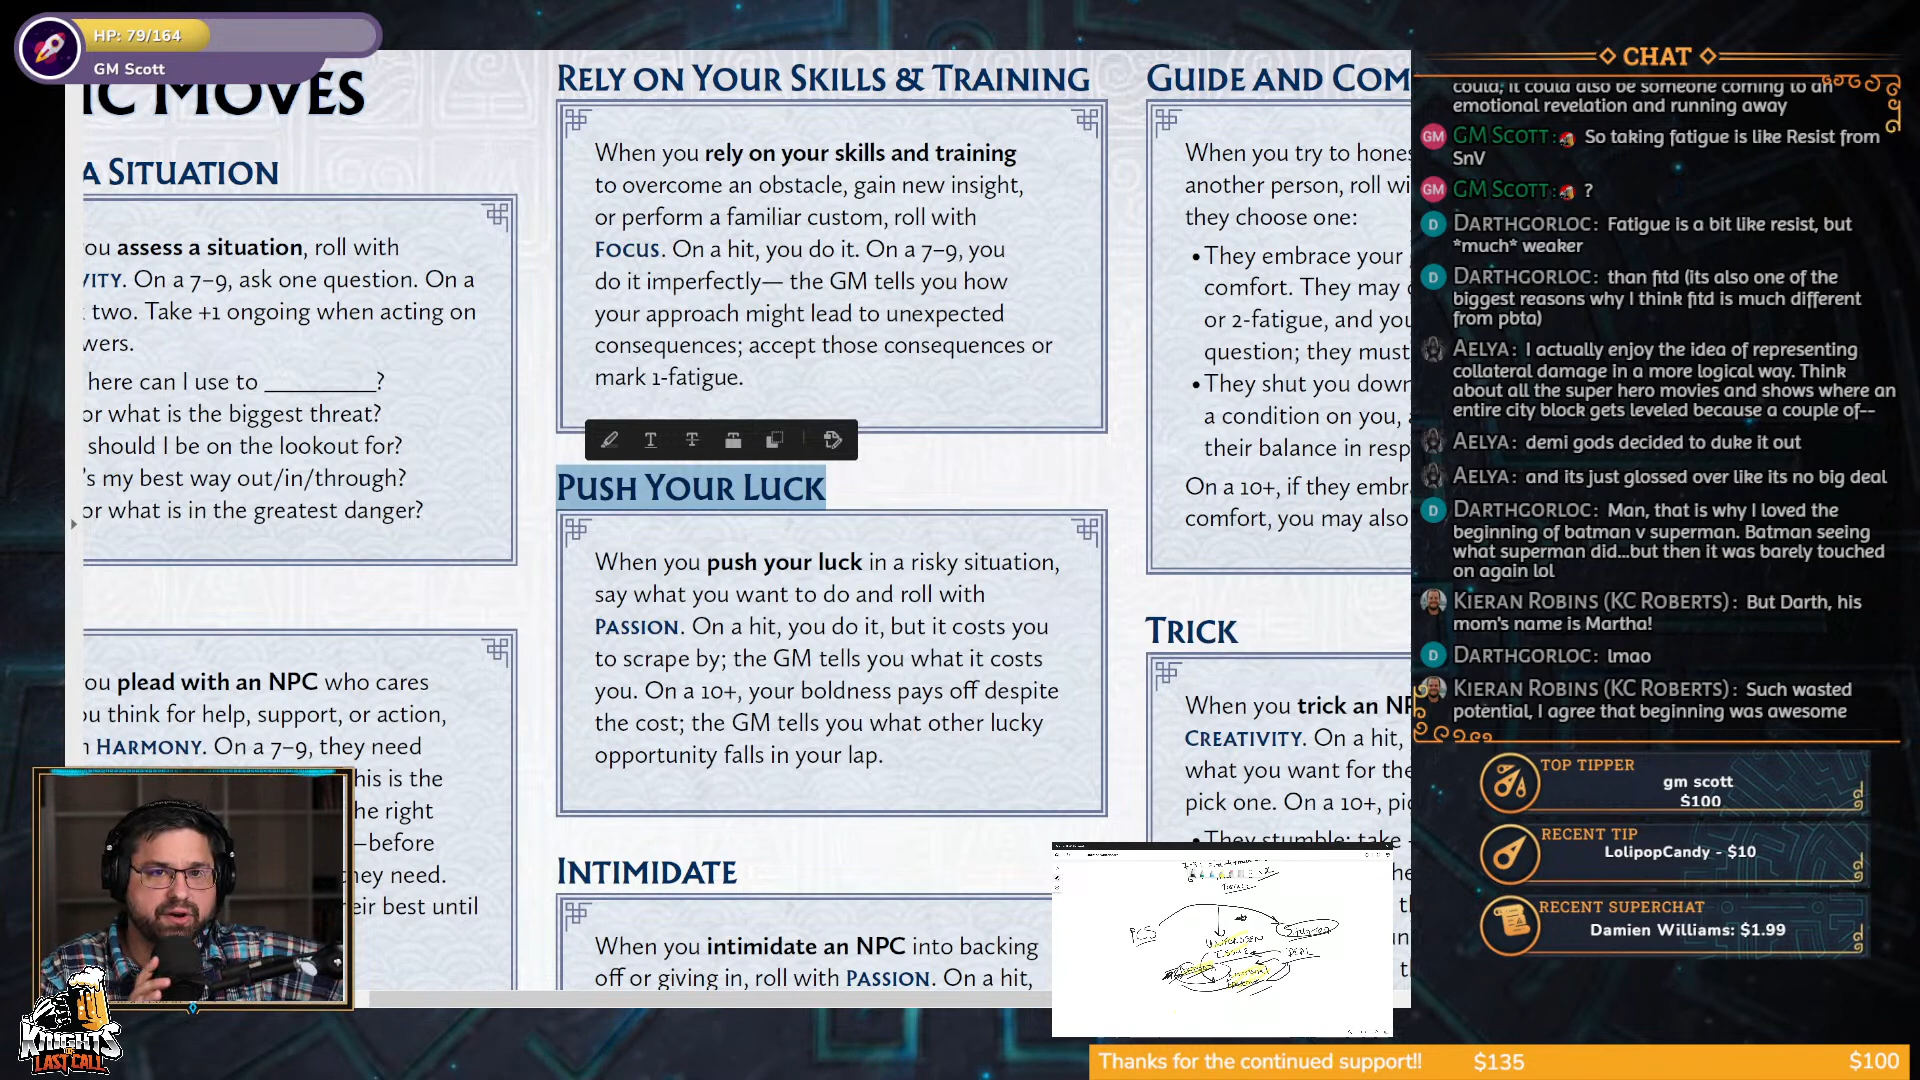 HP: 79/164
GM Scott
IC MOVES
A SITUATION
you assess a situation, roll with
VITY. On a 7–9, ask one question. On a
two. Take +1 ongoing when acting on
wers.
here can I use to __________?
or what is the biggest threat?
should I be on the lookout for?
's my best way out/in/through?
or what is in the greatest danger?
ou plead with an NPC who cares
ou think for help, support, or action,
HARMONY. On a 7–9, they need
his is the
he right
—before
hey need.
eir best until
RELY ON YOUR SKILLS & TRAINING
When you rely on your skills and training
to overcome an obstacle, gain new insight,
or perform a familiar custom, roll with
FOCUS. On a hit, you do it. On a 7–9, you
do it imperfectly— the GM tells you how
your approach might lead to unexpected
consequences; accept those consequences or
mark 1-fatigue.
PUSH YOUR LUCK
When you push your luck in a risky situation,
say what you want to do and roll with
PASSION. On a hit, you do it, but it costs you
to scrape by; the GM tells you what it costs
you. On a 10+, your boldness pays off despite
the cost; the GM tells you what other lucky
opportunity falls in your lap.
INTIMIDATE
When you intimidate an NPC into backing
off or giving in, roll with PASSION. On a hit,
GUIDE AND COM
When you try to hones
another person, roll wi
they choose one:
• They embrace your
comfort. They may
or 2-fatigue, and you
question; they must
• They shut you down
a condition on you,
their balance in resp
On a 10+, if they embr
comfort, you may also
TRICK
When you trick an NP
CREATIVITY. On a hit,
what you want for the
pick one. On a 10+, pic
• They stumble; take
PCS
CHAT
could, it could also be someone coming to an
emotional revelation and running away
GM SCOTT: So taking fatigue is like Resist from
SnV
GM SCOTT: ?
DARTHGORLOC: Fatigue is a bit like resist, but
*much* weaker
DARTHGORLOC: than fitd (its also one of the
biggest reasons why I think fitd is much different
from pbta)
AELYA: I actually enjoy the idea of representing
collateral damage in a more logical way. Think
about all the super hero movies and shows where an
entire city block gets leveled because a couple of--
AELYA: demi gods decided to duke it out
AELYA: and its just glossed over like its no big deal
DARTHGORLOC: Man, that is why I loved the
beginning of batman v superman. Batman seeing
what superman did...but then it was barely touched
on again lol
KIERAN ROBINS (KC ROBERTS): But Darth, his
mom's name is Martha!
DARTHGORLOC: lmao
KIERAN ROBINS (KC ROBERTS): Such wasted
potential, I agree that beginning was awesome
TOP TIPPER
gm scott
$100
RECENT TIP
LolipopCandy - $10
RECENT SUPERCHAT
Damien Williams: $1.99
KNIGHTS
OF
LAST CALL
Thanks for the continued support!! $135 $100